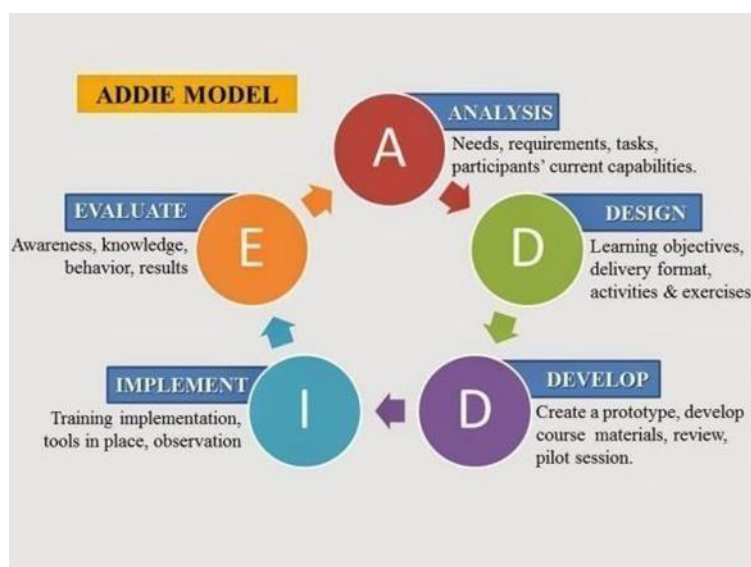 ADDIE MODEL
A
ANALYSIS
Needs, requirements, tasks,
participants' current capabilities.
D
DESIGN
Learning objectives,
delivery format,
activities & exercises
D
DEVELOP
Create a prototype, develop
course materials, review,
pilot session.
I
IMPLEMENT
Training implementation,
tools in place, observation
E
EVALUATE
Awareness, knowledge,
behavior, results